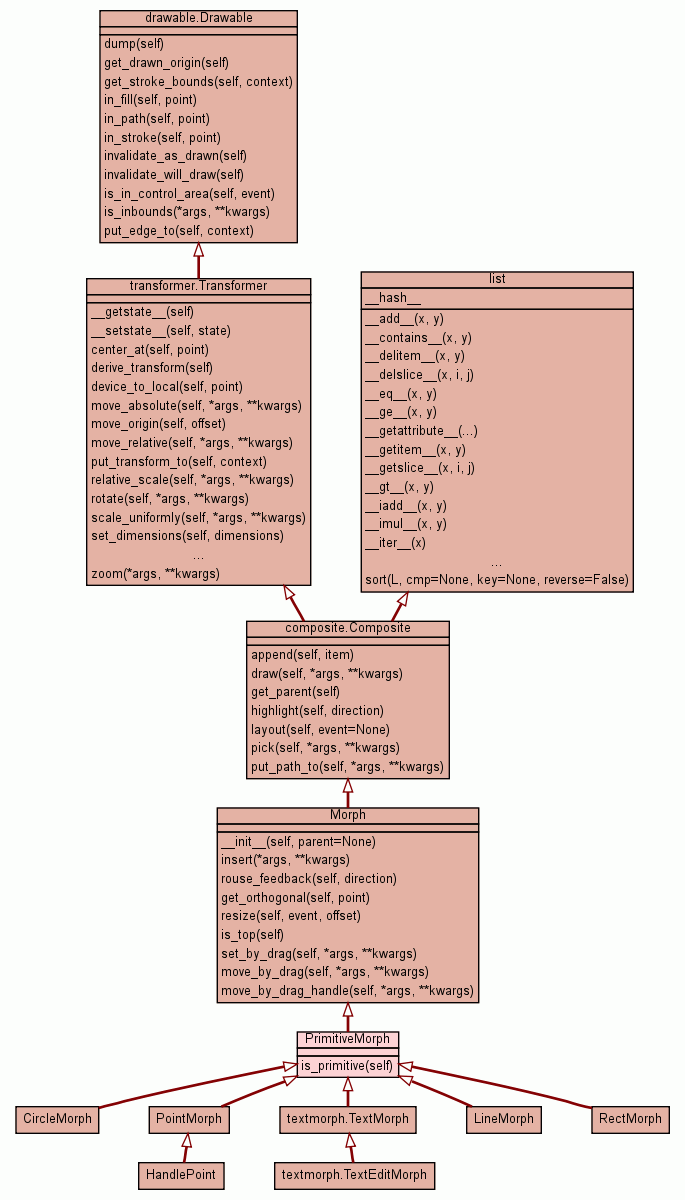 drawable.Drawable
dump(self)
get_drawn_origin(self)
get_stroke_bounds(self, context)
in_fill(self, point)
in_path(self, point)
in_stroke(self, point)
invalidate_as_drawn(self)
invalidate_will_draw(self)
is_in_control_area(self, event)
is_inbounds(*args, **kwargs)
put_edge_to(self, context)
transformer.Transformer
__getstate__(self)
__setstate__(self, state)
center_at(self, point)
derive_transform(self)
device_to_local(self, point)
move_absolute(self, *args, **kwargs)
move_origin(self, offset)
move_relative(self, *args, **kwargs)
put_transform_to(self, context)
relative_scale(self, *args, **kwargs)
rotate(self, *args, **kwargs)
scale_uniformly(self, *args, **kwargs)
set_dimensions(self, dimensions)
...
zoom(*args, **kwargs)
list
__hash__
__add__(x, y)
__contains__(x, y)
__delitem__(x, y)
__delslice__(x, i, j)
__eq__(x, y)
__ge__(x, y)
__getattribute__(...)
__getitem__(x, y)
__getslice__(x, i, j)
__gt__(x, y)
__iadd__(x, y)
__imul__(x, y)
__iter__(x)
...
sort(L, cmp=None, key=None, reverse=False)
composite.Composite
append(self, item)
draw(self, *args, **kwargs)
get_parent(self)
highlight(self, direction)
layout(self, event=None)
pick(self, *args, **kwargs)
put_path_to(self, *args, **kwargs)
Morph
__init__(self, parent=None)
insert(*args, **kwargs)
rouse_feedback(self, direction)
get_orthogonal(self, point)
resize(self, event, offset)
is_top(self)
set_by_drag(self, *args, **kwargs)
move_by_drag(self, *args, **kwargs)
move_by_drag_handle(self, *args, **kwargs)
PrimitiveMorph
is_primitive(self)
CircleMorph
PointMorph
textmorph.TextMorph
LineMorph
RectMorph
HandlePoint
textmorph.TextEditMorph